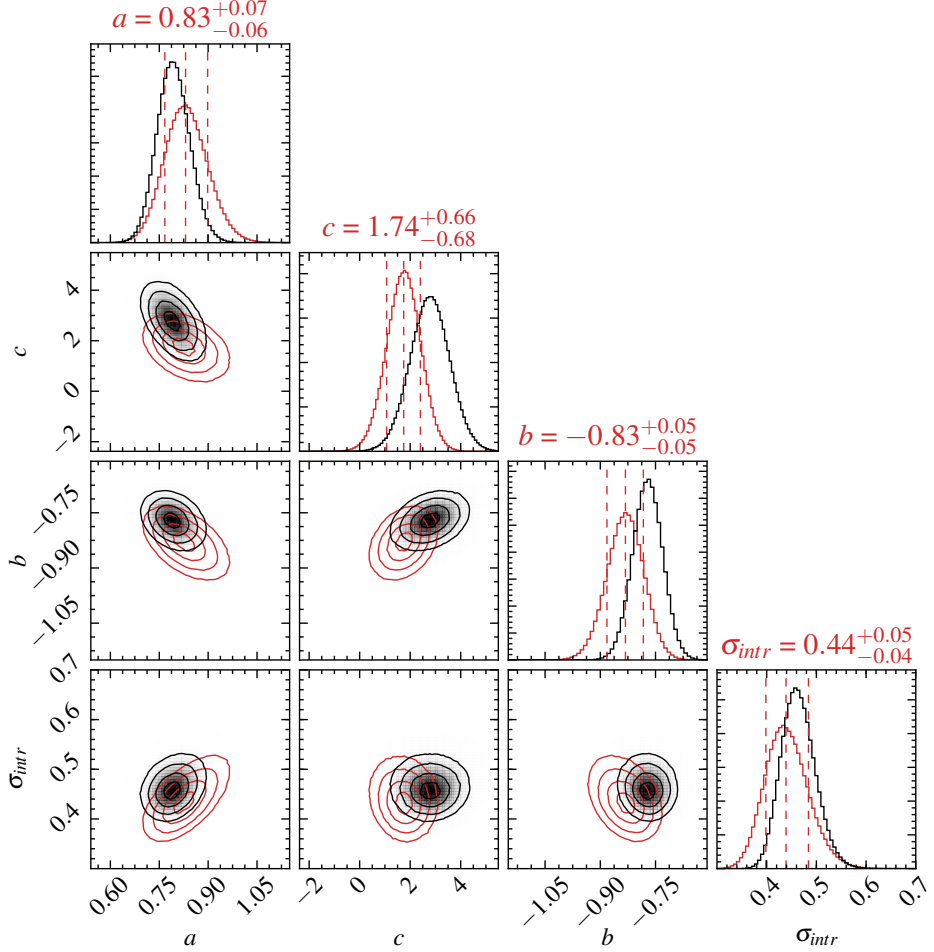 a = 0.83+0.07−0.06
c = 1.74+0.66−0.68
c
4
2
0
−2
b = −0.83+0.05−0.05
b
−0.75
−0.90
−1.05
0.7
σintr = 0.44+0.05−0.04
σintr
0.7
0.6
0.5
0.4
0.60 0.75 0.90 1.05
−2 0 2 4
−1.05 −0.90 −0.75
0.4 0.5 0.6 0.7
a c b σintr